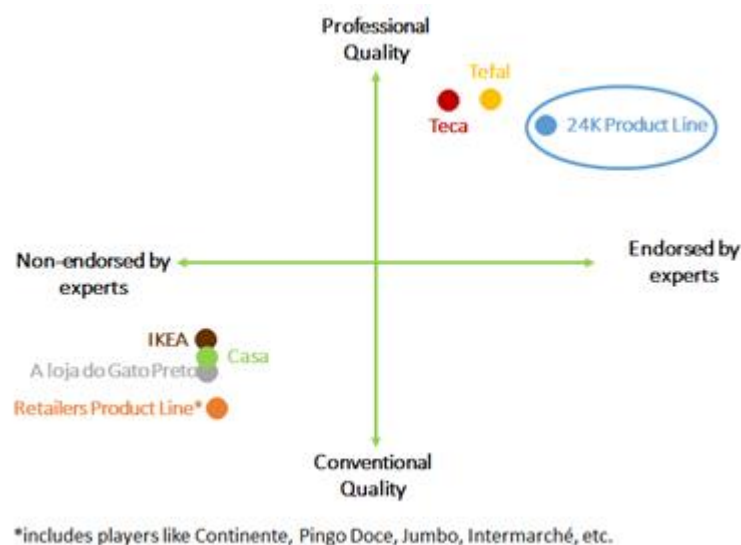 Professional
Quality
Tefal
Teca
24K Product Line
Non-endorsed by
experts
Endorsed by
experts
IKEA
Casa
A loja do Gato Preto
Retailers Product Line*
Conventional
Quality
*includes players like Continente, Pingo Doce, Jumbo, Intermarché, etc.